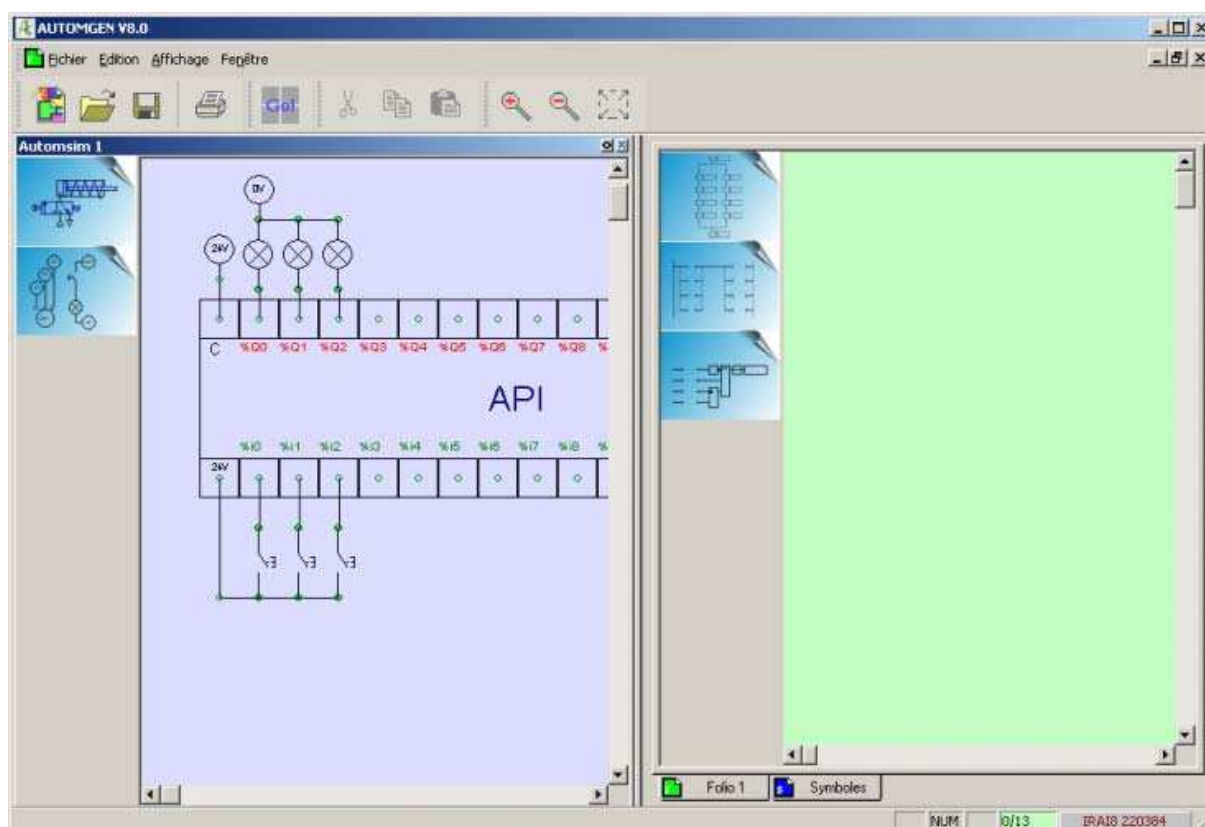 AUTOMGEN V8.0
Fichier Edition Affichage Fenêtre
Go!
Automsim 1
0V
24V
C %Q0 %Q1 %Q2 %Q3 %Q4 %Q5 %Q6 %Q7 %Q8 %
API
%i0 %i1 %i2 %i3 %i4 %i5 %i6 %i7 %i8 %
24V
Folio 1 Symboles
NUM 0/13 IRAI8 220384